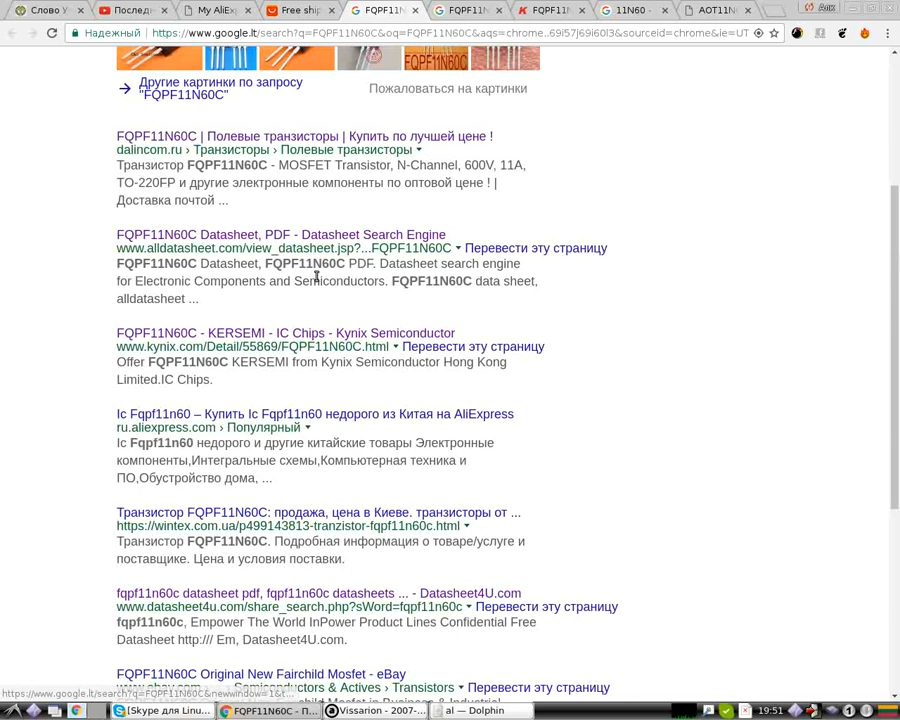 Слово У
Послед
My AliE
Free ship
FQPF11N
FQPF11N
FQPF11N
11N60 -
AOT11N
Надежный
https://www.google.lt/search?q=FQPF11N60C&oq=FQPF11N60C&aqs=chrome..69i57j69i60l3&sourceid=chrome&ie=UT
FQPF11N60C
Другие картинки по запросу
"FQPF11N60C"
Пожаловаться на картинки
FQPF11N60C | Полевые транзисторы | Купить по лучшей цене !
dalincom.ru › Транзисторы › Полевые транзисторы
Транзистор FQPF11N60C - MOSFET Transistor, N-Channel, 600V, 11A,
TO-220FP и другие электронные компоненты по оптовой цене ! |
Доставка почтой ...
FQPF11N60C Datasheet, PDF - Datasheet Search Engine
www.alldatasheet.com/view_datasheet.jsp?...FQPF11N60C Перевести эту страницу
FQPF11N60C Datasheet, FQPF11N60C PDF. Datasheet search engine
for Electronic Components and Semiconductors. FQPF11N60C data sheet,
alldatasheet ...
FQPF11N60C - KERSEMI - IC Chips - Kynix Semiconductor
www.kynix.com/Detail/55869/FQPF11N60C.html Перевести эту страницу
Offer FQPF11N60C KERSEMI from Kynix Semiconductor Hong Kong
Limited.IC Chips.
Ic Fqpf11n60 – Купить Ic Fqpf11n60 недорого из Китая на AliExpress
ru.aliexpress.com › Популярный
Ic Fqpf11n60 недорого и другие китайские товары Электронные
компоненты,Интегральные схемы,Компьютерная техника и
ПО,Обустройство дома, ...
Транзистор FQPF11N60C: продажа, цена в Киеве. транзисторы от ...
https://wintex.com.ua/p499143813-tranzistor-fqpf11n60c.html
Транзистор FQPF11N60C. Подробная информация о товаре/услуге и
поставщике. Цена и условия поставки.
fqpf11n60c datasheet pdf, fqpf11n60c datasheets ... - Datasheet4U.com
www.datasheet4u.com/share_search.php?sWord=fqpf11n60c Перевести эту страницу
fqpf11n60c, Empower The World InPower Product Lines Confidential Free
Datasheet http:/// Em, Datasheet4U.com.
FQPF11N60C Original New Fairchild Mosfet - eBay
Semiconductors & Actives › Transistors Перевести эту страницу
https://www.google.lt/search?q=FQPF11N60C&newwindow=1&t...
[Skype для Linu...
FQPF11N60C - П...
Vissarion - 2007-...
al — Dolphin
19:51